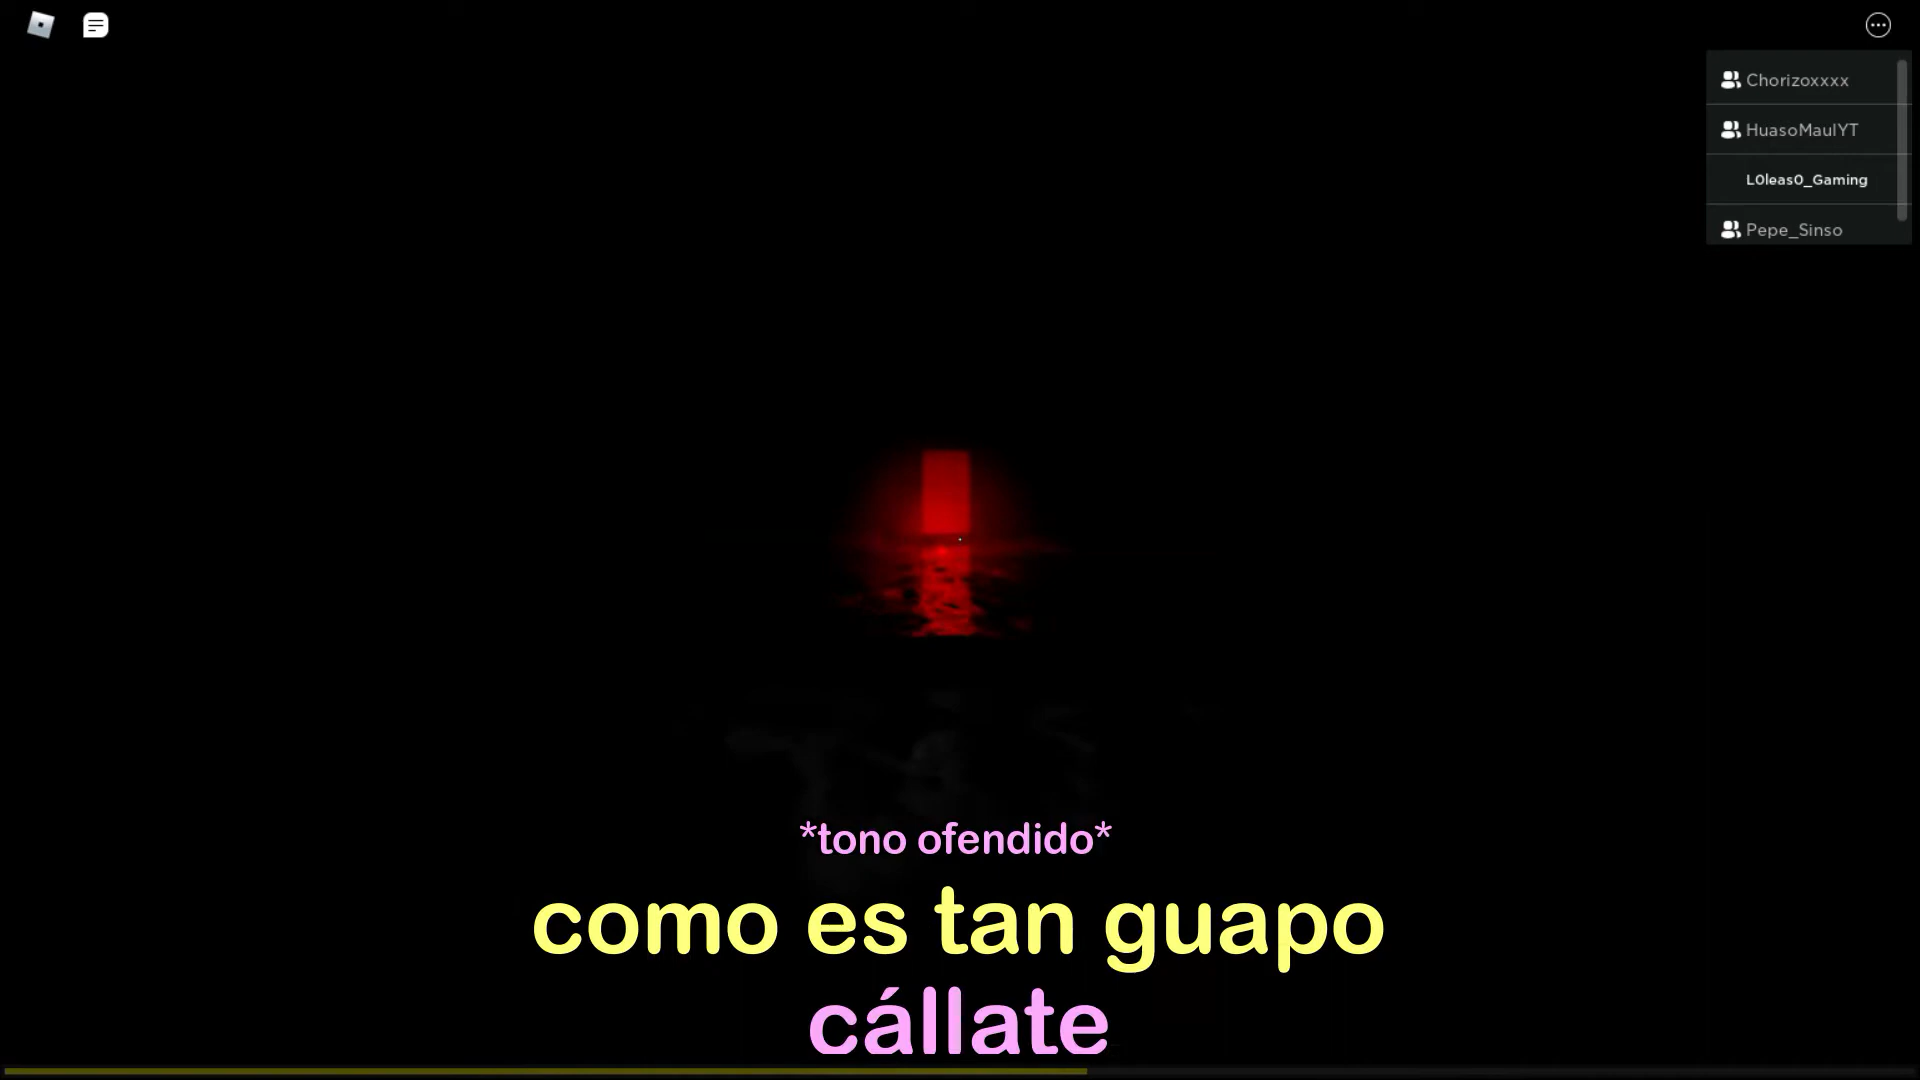 Chorizoxxxx
HuasoMaulYT
L0leas0_Gaming
Pepe_Sinso
*tono ofendido*
como es tan guapo
cállate